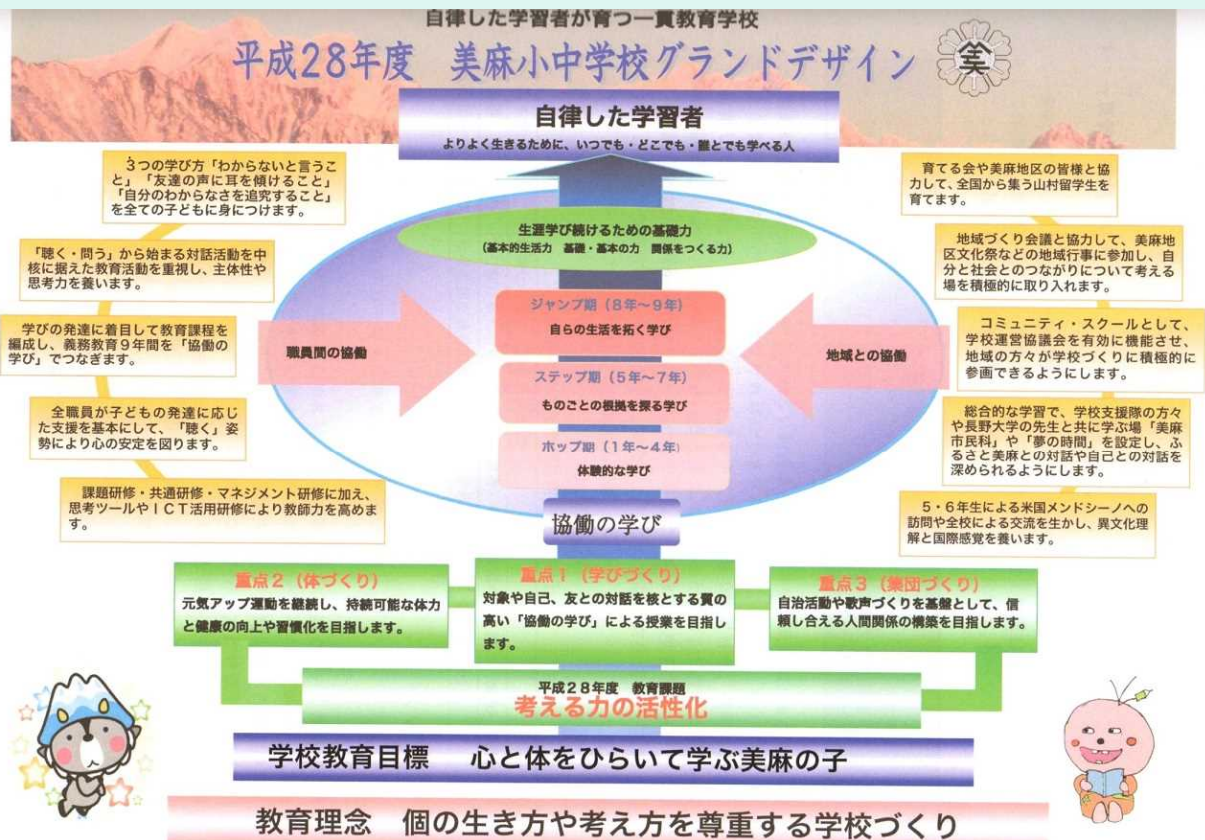 自律した学習者が育つ一貫教育学校
平成28年度 美麻小中学校グランドデザイン
美
自律した学習者
よりよく生きるために、いつでも・どこでも・誰とでも学べる人
3つの学び方「わからないと言うこ
と」「友達の声に耳を傾けること」
「自分のわからなさを追究すること」
を全ての子どもに身につけます。
「聴く・問う」から始まる対話活動を中
核に据えた教育活動を重視し、主体性や
思考力を養います。
学びの発達に着目して教育課程を
編成し、義務教育9年間を「協働の
学び」でつなぎます。
全職員が子どもの発達に応じ
た支援を基本にして、「聴く」姿
勢により心の安定を図ります。
課題研修・共通研修・マネジメント研修に加え、
思考ツールやICT活用研修により教師力を高めま
す。
生涯学び続けるための基礎力
(基本的生活力 基礎・基本の力 関係をつくる力)
ジャンプ期(8年～9年)
自らの生活を拓く学び
ステップ期(5年～7年)
ものごとの根拠を探る学び
ホップ期(1年～4年)
体験的な学び
職員間の協働
地域との協働
協働の学び
育てる会や美麻地区の皆様と協
力して、全国から集う山村留学生を
育てます。
地域づくり会議と協力して、美麻地
区文化祭などの地域行事に参加し、自
分と社会とのつながりについて考える
場を積極的に取り入れます。
コミュニティ・スクールとして、
学校運営協議会を有効に機能させ、
地域の方々が学校づくりに積極的に
参画できるようにします。
総合的な学習で、学校支援隊の方々
や長野大学の先生と共に学ぶ場「美麻
市民科」や「夢の時間」を設定し、ふ
るさと美麻との対話や自己との対話を
深められるようにします。
5・6年生による米国メンドシーノへの
訪問や全校による交流を生かし、異文化理
解と国際感覚を養います。
重点2(体づくり)
元気アップ運動を継続し、持続可能な体力
と健康の向上や習慣化を目指します。
重点1(学びづくり)
対象や自己、友との対話を核とする質の
高い「協働の学び」による授業を目指し
ます。
重点3(集団づくり)
自治活動や歌声づくりを基盤として、信
頼し合える人間関係の構築を目指します。
平成28年度 教育課題
考える力の活性化
学校教育目標 心と体をひらいて学ぶ美麻の子
教育理念 個の生き方や考え方を尊重する学校づくり